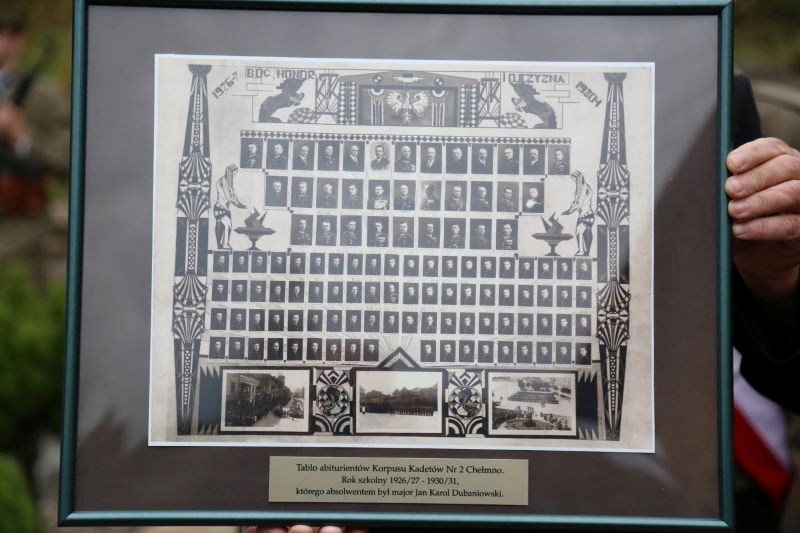 1926-7 BÓG, HONOR I OJCZYZNA 1930-1
Tablo abiturientów Korpusu Kadetów Nr 2 Chełmno.
Rok szkolny 1926/27 - 1930/31,
którego absolwentem był major Jan Karol Dubaniowski.